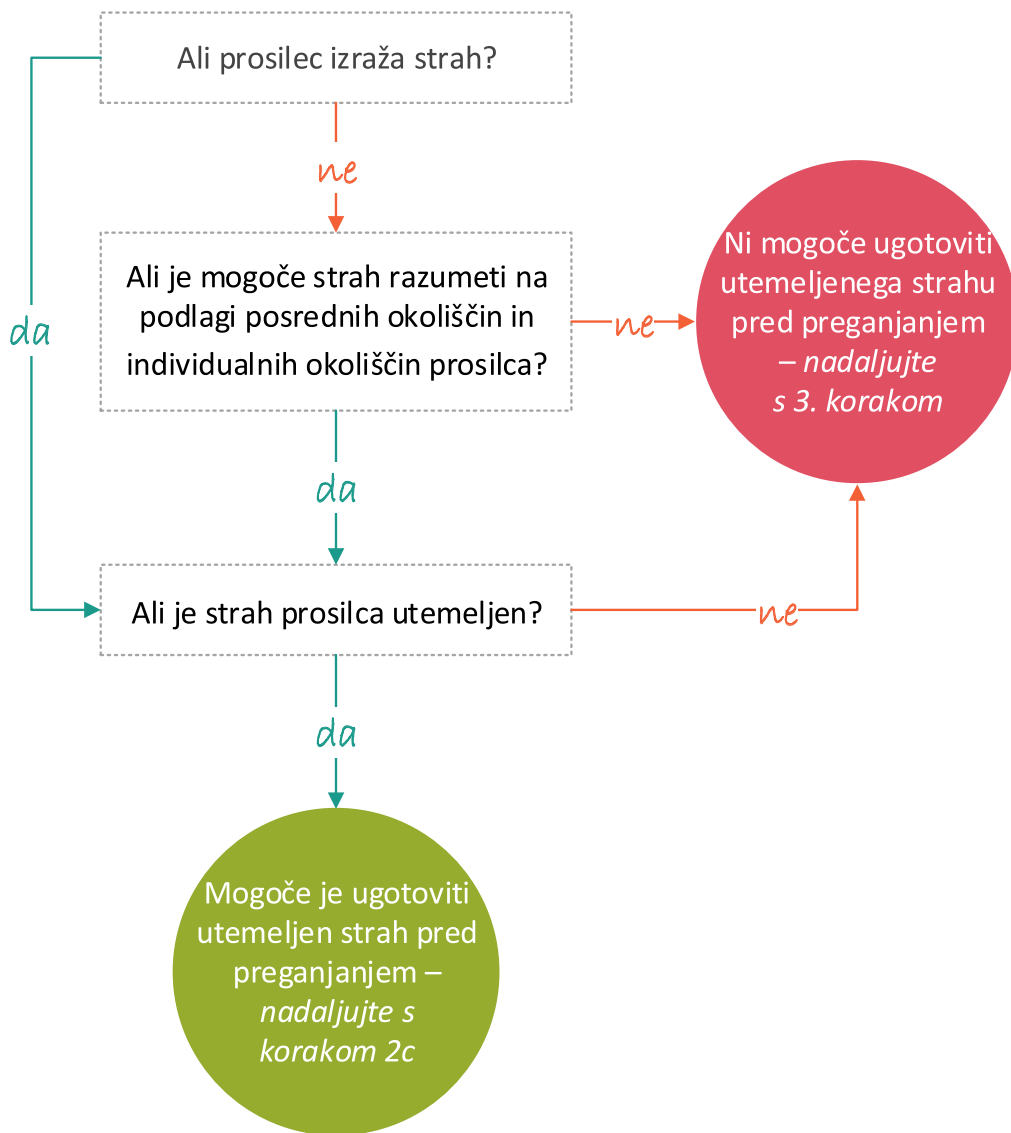 Ali prosilec izraža strah?
ne
Ali je mogoče strah razumeti na
podlagi posrednih okoliščin in
individualnih okoliščin prosilca?
da
ne
Ni mogoče ugotoviti
utemeljenega strahu
pred preganjanjem
– nadaljujte
s 3. korakom
da
Ali je strah prosilca utemeljen?
ne
da
Mogoče je ugotoviti
utemeljen strah pred
preganjanjem –
nadaljujte s
korakom 2c